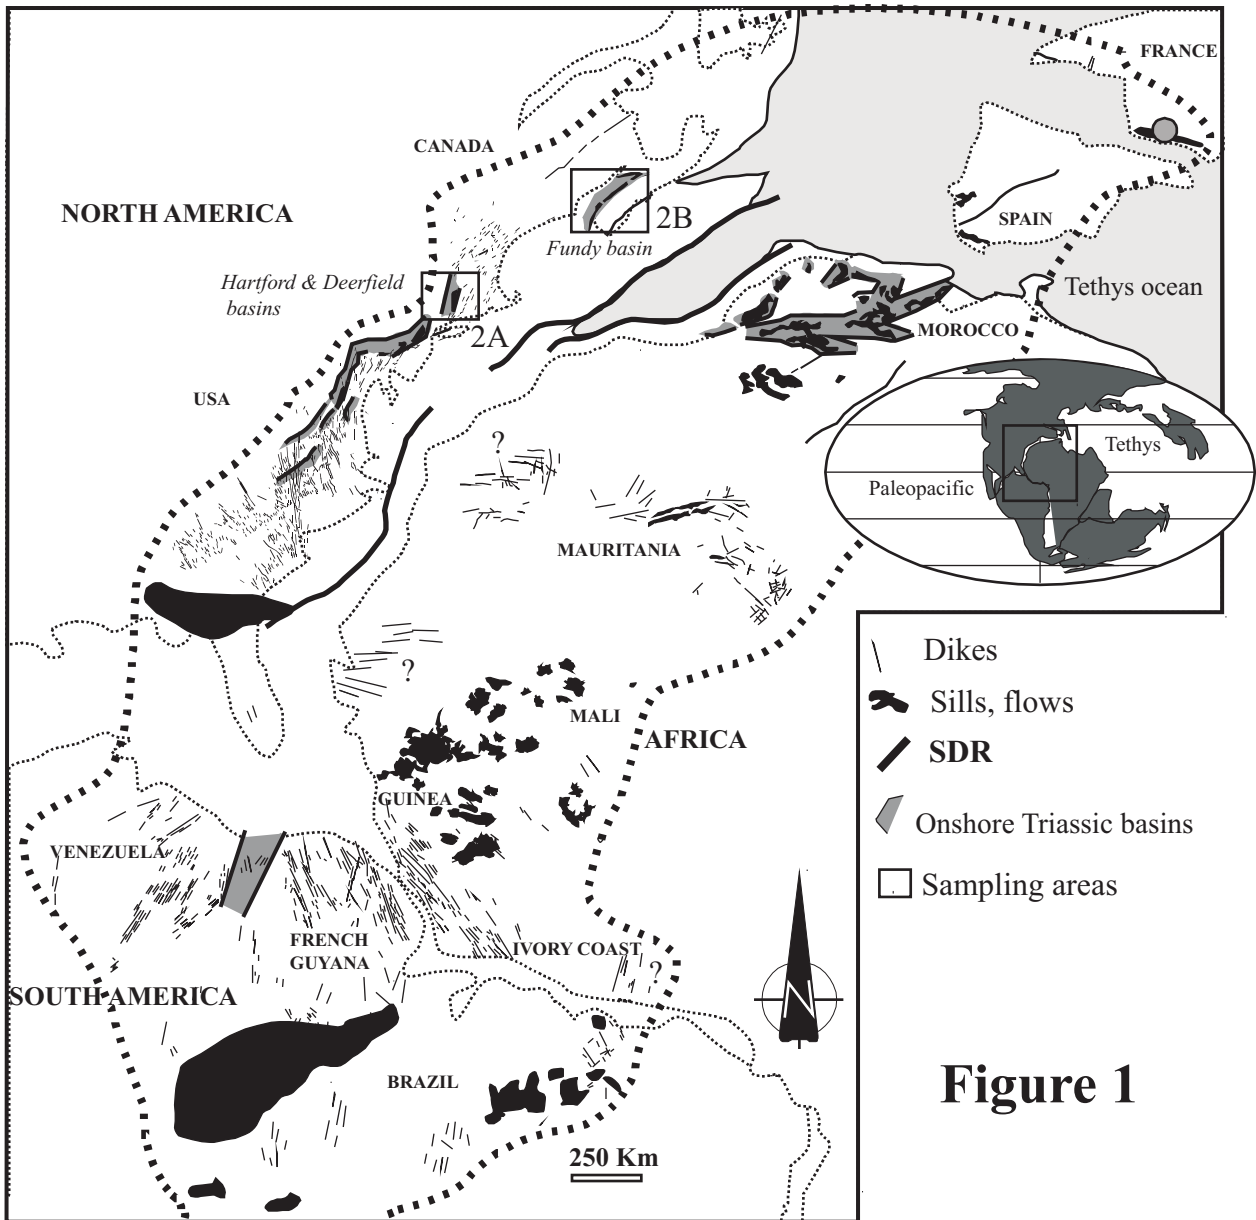 FRANCE
CANADA
NORTH AMERICA
2B
SPAIN
Fundy basin
Hartford & Deerfield
basins
Tethys ocean
2A
MOROCCO
USA
?
Tethys
Paleopacific
MAURITANIA
?
Dikes
Sills, flows
MALI
AFRICA
SDR
GUINEA
Onshore Triassic basins
VENEZUELA
Sampling areas
FRENCH
GUYANA
IVORY COAST
?
SOUTH AMERICA
N
BRAZIL
Figure 1
250 Km